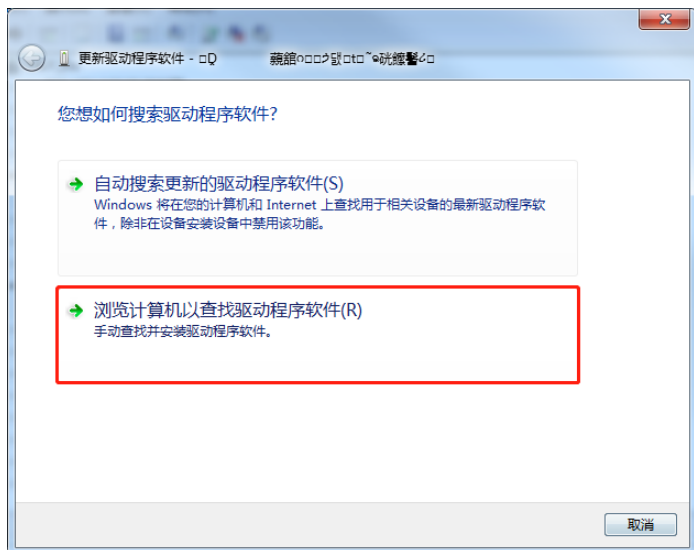 更新驱动程序软件 -
您想如何搜索驱动程序软件?
自动搜索更新的驱动程序软件(S)
Windows 将在您的计算机和 Internet 上查找用于相关设备的最新驱动程序软
件，除非在设备安装设备中禁用该功能。
浏览计算机以查找驱动程序软件(R)
手动查找并安装驱动程序软件。
取消